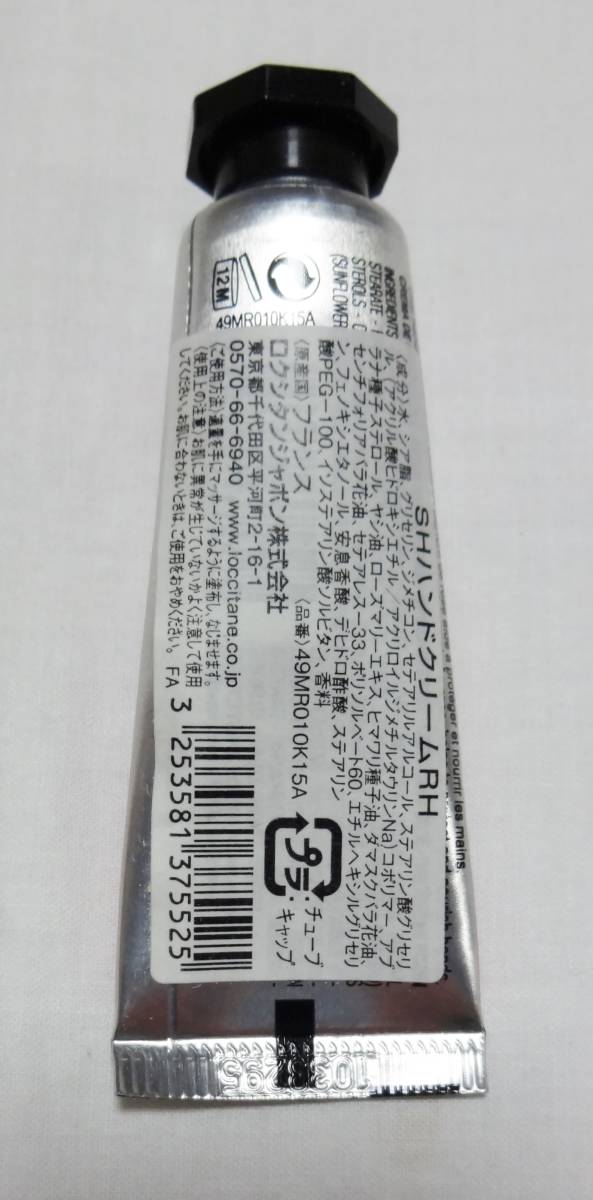 CREMA DE
INGREDIENTS
STEARATE - 
STEROLS - C
(SUNFLOWER
12M
49MR010K15A
et nourrir les mains.
SHハンドクリームRH
〈成分〉水、シア脂、グリセリン、ジメチコン、セテアリルアルコール、ステアリン酸グリセリ
ル、(アクリル酸ヒドロキシエチル/アクリロイルジメチルタウリンNa)コポリマー、アブ
ラナ種子ステロール、ヤシ油、ローズマリーエキス、ヒマワリ種子油、ダマスクバラ花油、
センチフォリアバラ花油、セテアレス-33、ポリソルベート60、エチルヘキシルグリセリ
ン、フェノキシエタノール、安息香酸、デヒドロ酢酸、ステアリン
酸PEG-100、イソステアリン酸ソルビタン、香料
〈原産国〉フランス 〈品番〉49MR010K15A
ロクシタンジャポン株式会社
東京都千代田区平河町2-16-1
0570-66-6940 www.loccitane.co.jp
〈ご使用方法〉適量を手にマッサージするように塗布し、なじませます。
〈使用上の注意〉お肌に異常が生じていないかよく注意して使用
してください。お肌に合わないときは、ご使用をおやめください。 FA
プラ
:チューブ
:キャップ
3 253581 375525
1038295